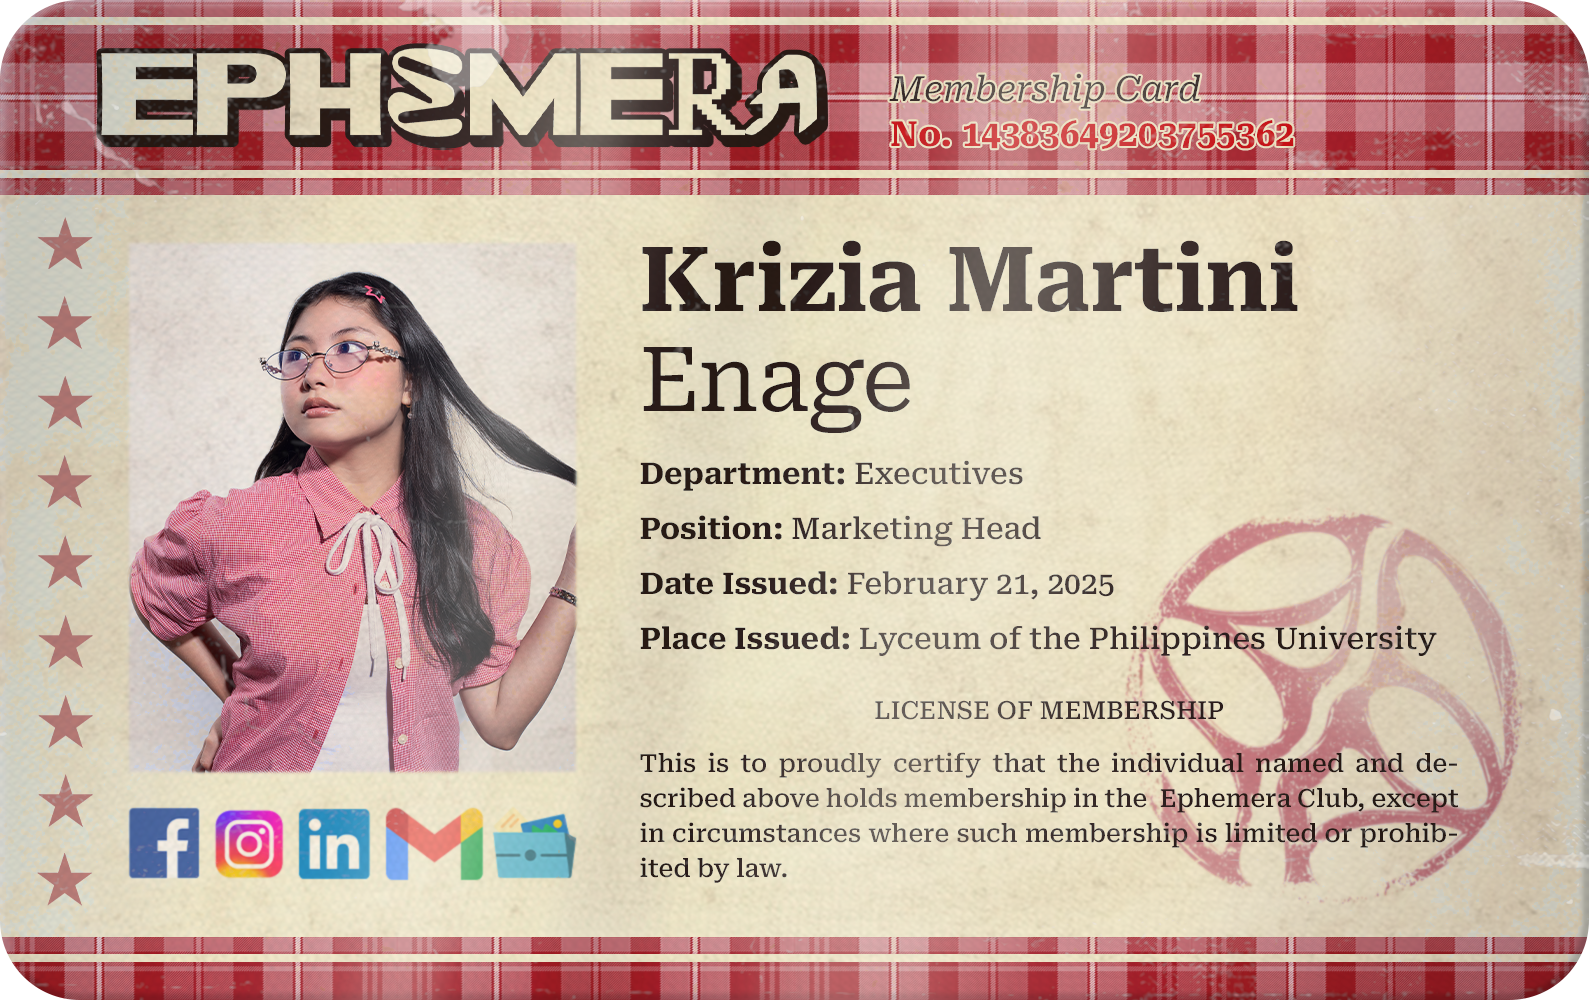 EPHEMERA
Membership Card
No. 14383649203755362
Krizia Martini
Enage
Department: Executives
Position: Marketing Head
Date Issued: February 21, 2025
Place Issued: Lyceum of the Philippines University
LICENSE OF MEMBERSHIP
This is to proudly certify that the individual named and de-
scribed above holds membership in the Ephemera Club, except
in circumstances where such membership is limited or prohib-
ited by law.
f
in
M